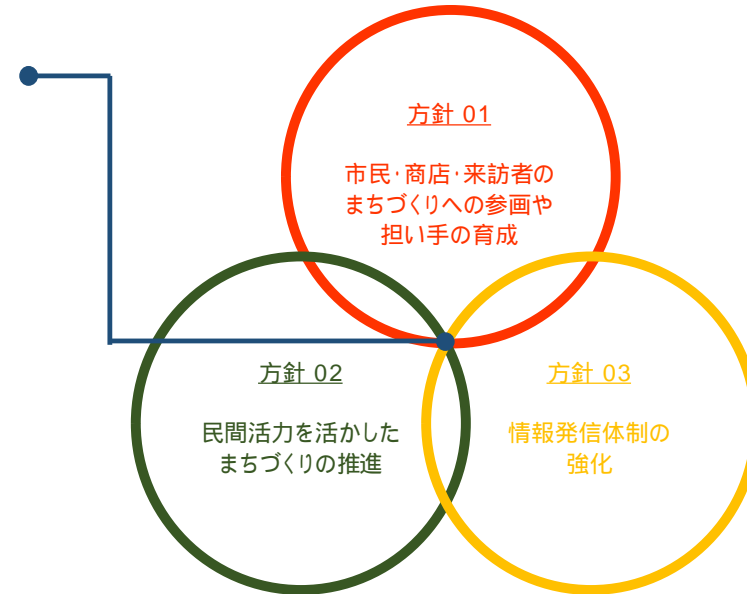 方針 01
市民・商店・来訪者の
まちづくりへの参画や
担い手の育成
方針 02
民間活力を活かした
まちづくりの推進
方針 03
情報発信体制の
強化